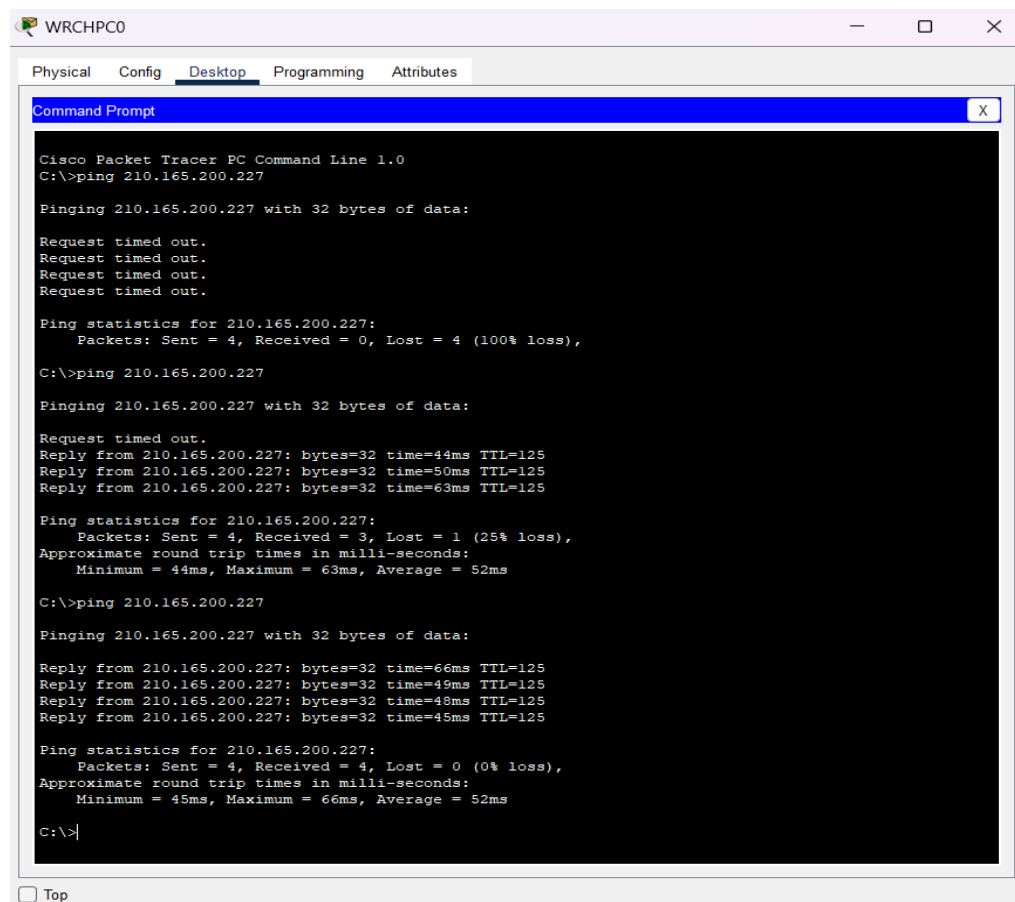 WRCHPC0
Physical Config Desktop Programming Attributes
Command Prompt X
Cisco Packet Tracer PC Command Line 1.0
C:\>ping 210.165.200.227
Pinging 210.165.200.227 with 32 bytes of data:
Request timed out.
Request timed out.
Request timed out.
Request timed out.
Ping statistics for 210.165.200.227:
Packets: Sent = 4, Received = 0, Lost = 4 (100% loss),
C:\>ping 210.165.200.227
Pinging 210.165.200.227 with 32 bytes of data:
Request timed out.
Reply from 210.165.200.227: bytes=32 time=44ms TTL=125
Reply from 210.165.200.227: bytes=32 time=50ms TTL=125
Reply from 210.165.200.227: bytes=32 time=63ms TTL=125
Ping statistics for 210.165.200.227:
Packets: Sent = 4, Received = 3, Lost = 1 (25% loss),
Approximate round trip times in milli-seconds:
Minimum = 44ms, Maximum = 63ms, Average = 52ms
C:\>ping 210.165.200.227
Pinging 210.165.200.227 with 32 bytes of data:
Reply from 210.165.200.227: bytes=32 time=66ms TTL=125
Reply from 210.165.200.227: bytes=32 time=49ms TTL=125
Reply from 210.165.200.227: bytes=32 time=48ms TTL=125
Reply from 210.165.200.227: bytes=32 time=45ms TTL=125
Ping statistics for 210.165.200.227:
Packets: Sent = 4, Received = 4, Lost = 0 (0% loss),
Approximate round trip times in milli-seconds:
Minimum = 45ms, Maximum = 66ms, Average = 52ms
C:\>
Top